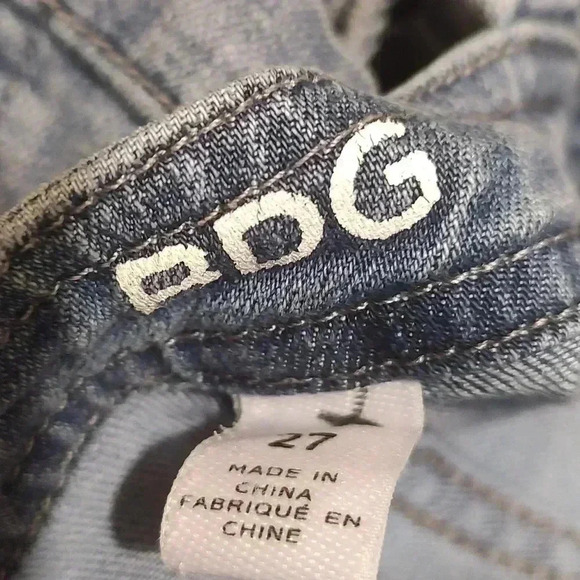 BDG
27
MADE IN
CHINA
FABRIQUÉ EN
CHINE